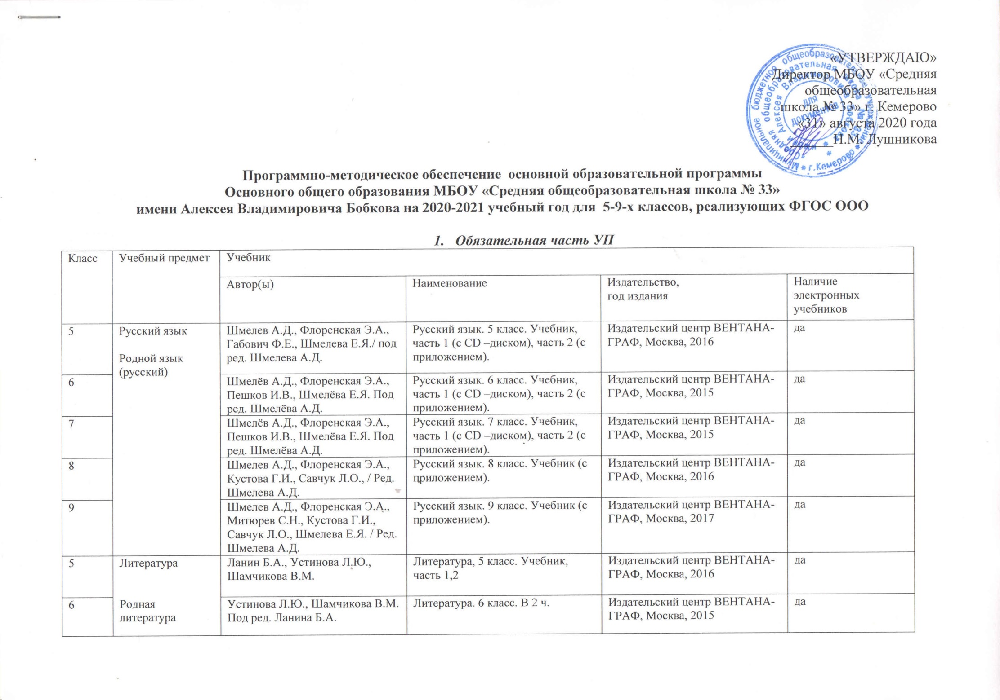 «УТВЕРЖДАЮ»
Директор МБОУ «Средняя
общеобразовательная
школа № 33» г. Кемерово
«31» августа 2020 года
______Н.М. Лушникова
Муниципальное бюджетное общеобразовательное учреждение * г.Кемерово *
"Средняя общеобразовательная школа № 33"
имени Алексея Владимировича Бобкова
ДЛЯ
ДОКУМЕНТОВ
Программно-методическое обеспечение основной образовательной программы
Основного общего образования МБОУ «Средняя общеобразовательная школа № 33»
имени Алексея Владимировича Бобкова на 2020-2021 учебный год для 5-9-х классов, реализующих ФГОС ООО
1. Обязательная часть УП
Класс
Учебный предмет
Учебник
Автор(ы)
Наименование
Издательство,
год издания
Наличие
электронных
учебников
5
Русский язык
Родной язык
(русский)
Шмелев А.Д., Флоренская Э.А.,
Габович Ф.Е., Шмелева Е.Я./ под
ред. Шмелева А.Д.
Русский язык. 5 класс. Учебник,
часть 1 (с CD –диском), часть 2 (с
приложением).
Издательский центр ВЕНТАНА-
ГРАФ, Москва, 2016
да
6
Шмелёв А.Д., Флоренская Э.А.,
Пешков И.В., Шмелёва Е.Я. Под
ред. Шмелёва А.Д.
Русский язык. 6 класс. Учебник,
часть 1 (с CD –диском), часть 2 (с
приложением).
Издательский центр ВЕНТАНА-
ГРАФ, Москва, 2015
да
7
Шмелёв А.Д., Флоренская Э.А.,
Пешков И.В., Шмелёва Е.Я. Под
ред. Шмелёва А.Д.
Русский язык. 7 класс. Учебник,
часть 1 (с CD –диском), часть 2 (с
приложением).
Издательский центр ВЕНТАНА-
ГРАФ, Москва, 2015
да
8
Шмелев А.Д., Флоренская Э.А.,
Кустова Г.И., Савчук Л.О., / Ред.
Шмелева А.Д.
Русский язык. 8 класс. Учебник (с
приложением).
Издательский центр ВЕНТАНА-
ГРАФ, Москва, 2016
да
9
Шмелев А.Д., Флоренская Э.А.,
Митюрев С.Н., Кустова Г.И.,
Савчук Л.О., Шмелева Е.Я. / Ред.
Шмелева А.Д.
Русский язык. 9 класс. Учебник (с
приложением).
Издательский центр ВЕНТАНА-
ГРАФ, Москва, 2017
да
5
Литература
Ланин Б.А., Устинова Л.Ю.,
Шамчикова В.М.
Литература, 5 класс. Учебник,
часть 1,2
Издательский центр ВЕНТАНА-
ГРАФ, Москва, 2016
да
6
Родная
литература
Устинова Л.Ю., Шамчикова В.М.
Под ред. Ланина Б.А.
Литература. 6 класс. В 2 ч.
Издательский центр ВЕНТАНА-
ГРАФ, Москва, 2015
да